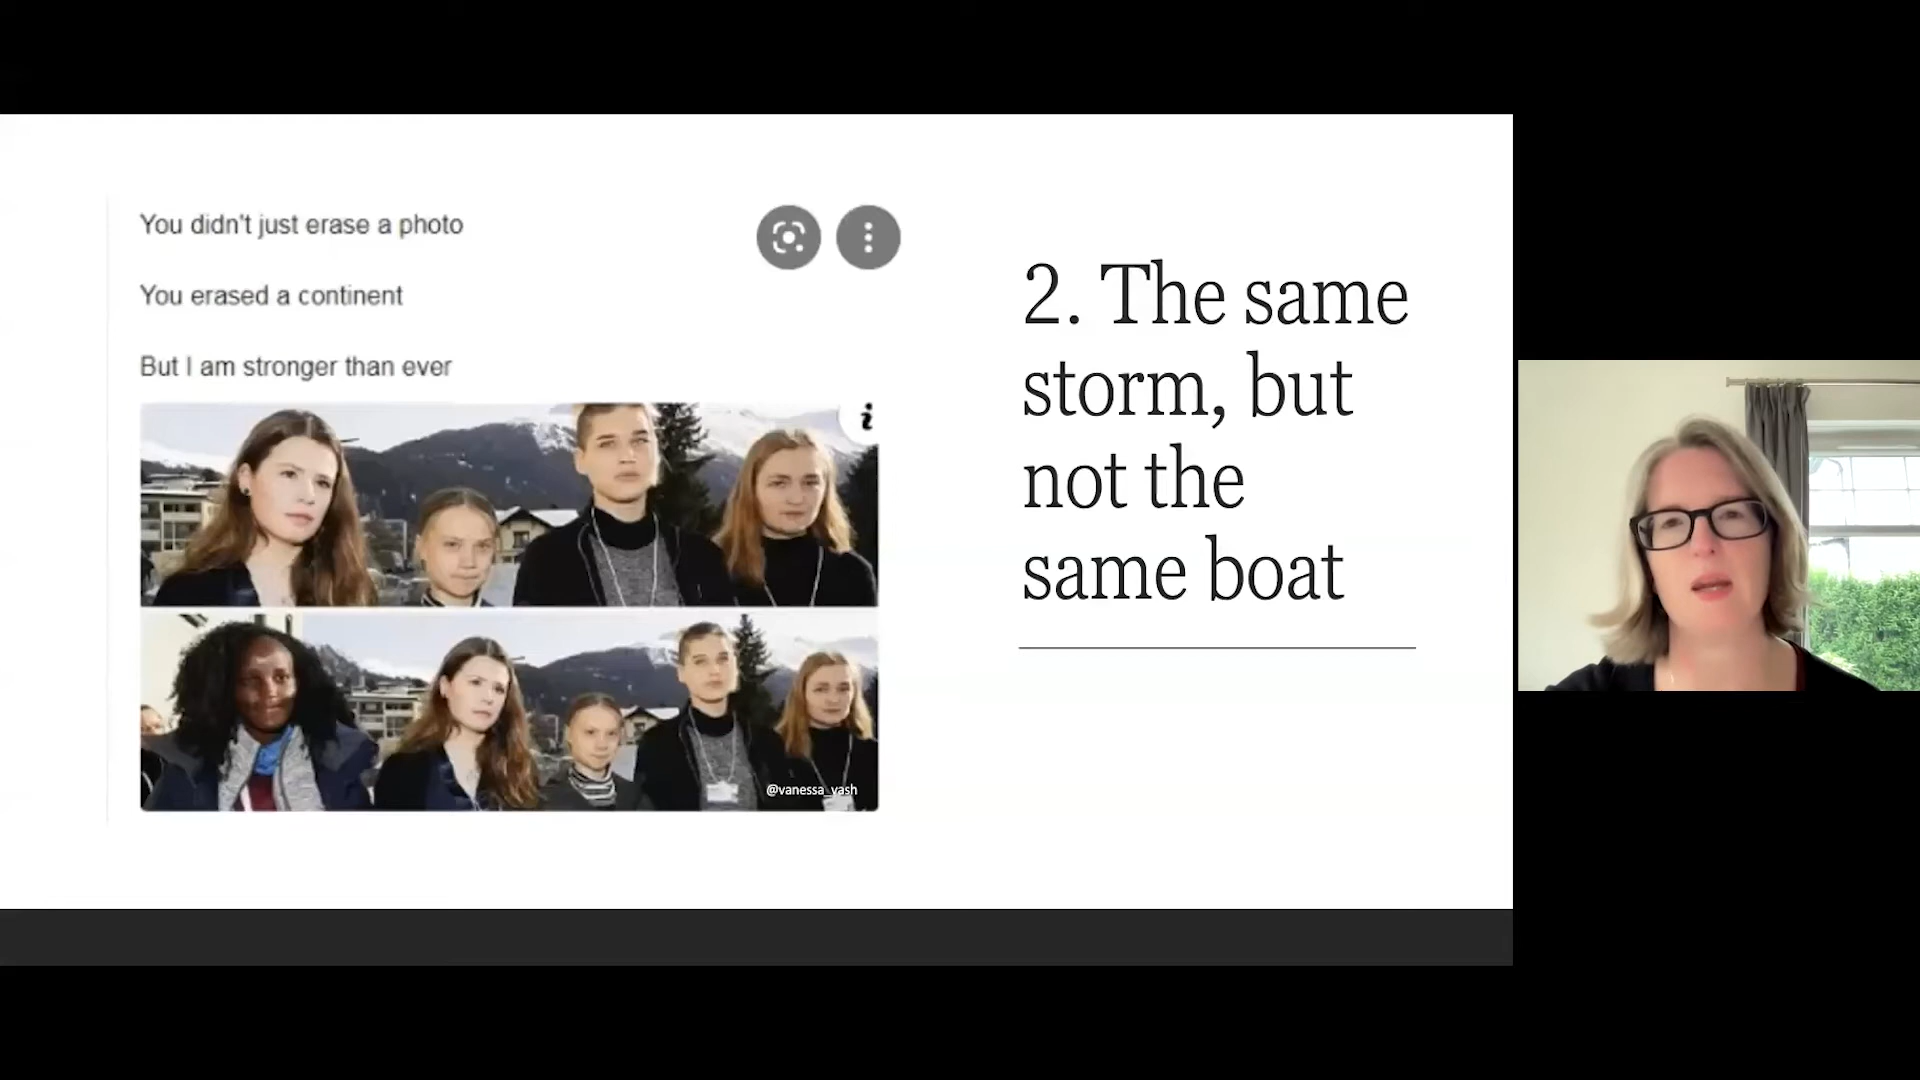 You didn't just erase a photo
You erased a continent
But I am stronger than ever
i
@vanessa_vash
2. The same
storm, but
not the
same boat